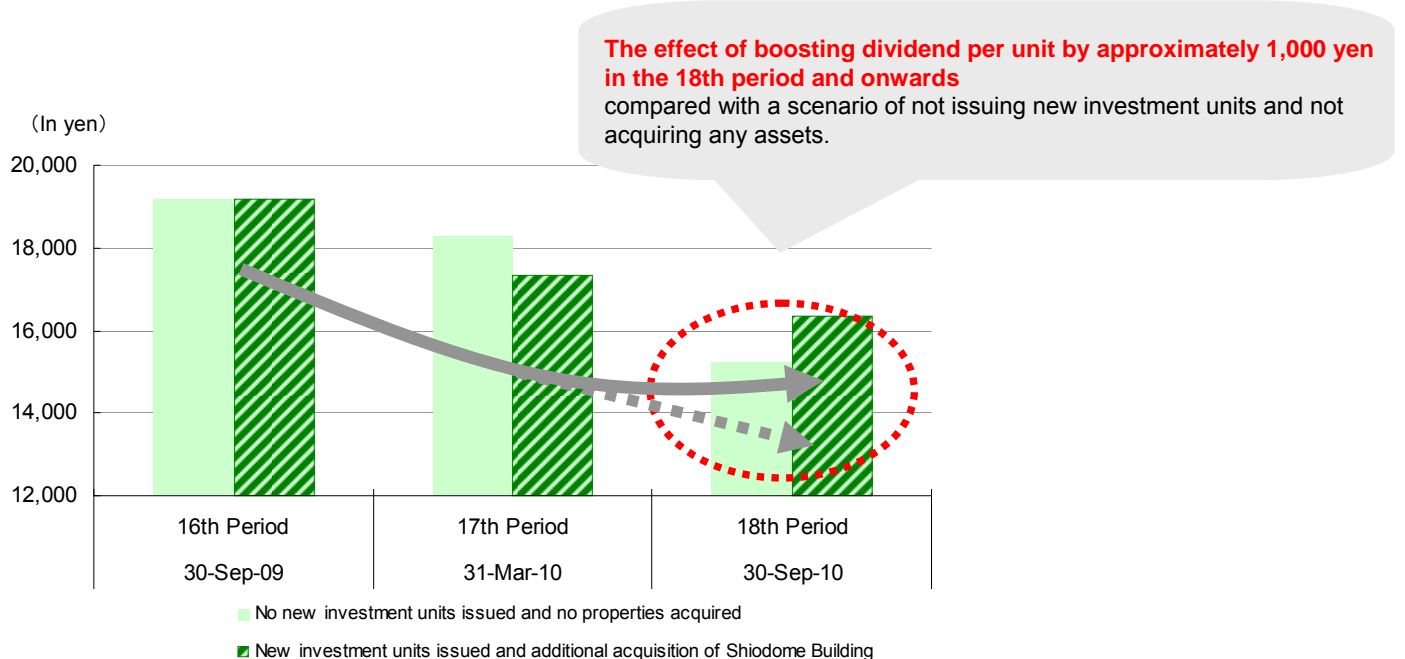 The effect of boosting dividend per unit by approximately 1,000 yen
in the 18th period and onwards
compared with a scenario of not issuing new investment units and not
acquiring any assets.
（In yen）
20,000
18,000
16,000
14,000
12,000
16th Period
17th Period
18th Period
30-Sep-09
31-Mar-10
30-Sep-10
No new investment units issued and no properties acquired
New investment units issued and additional acquisition of Shiodome Building